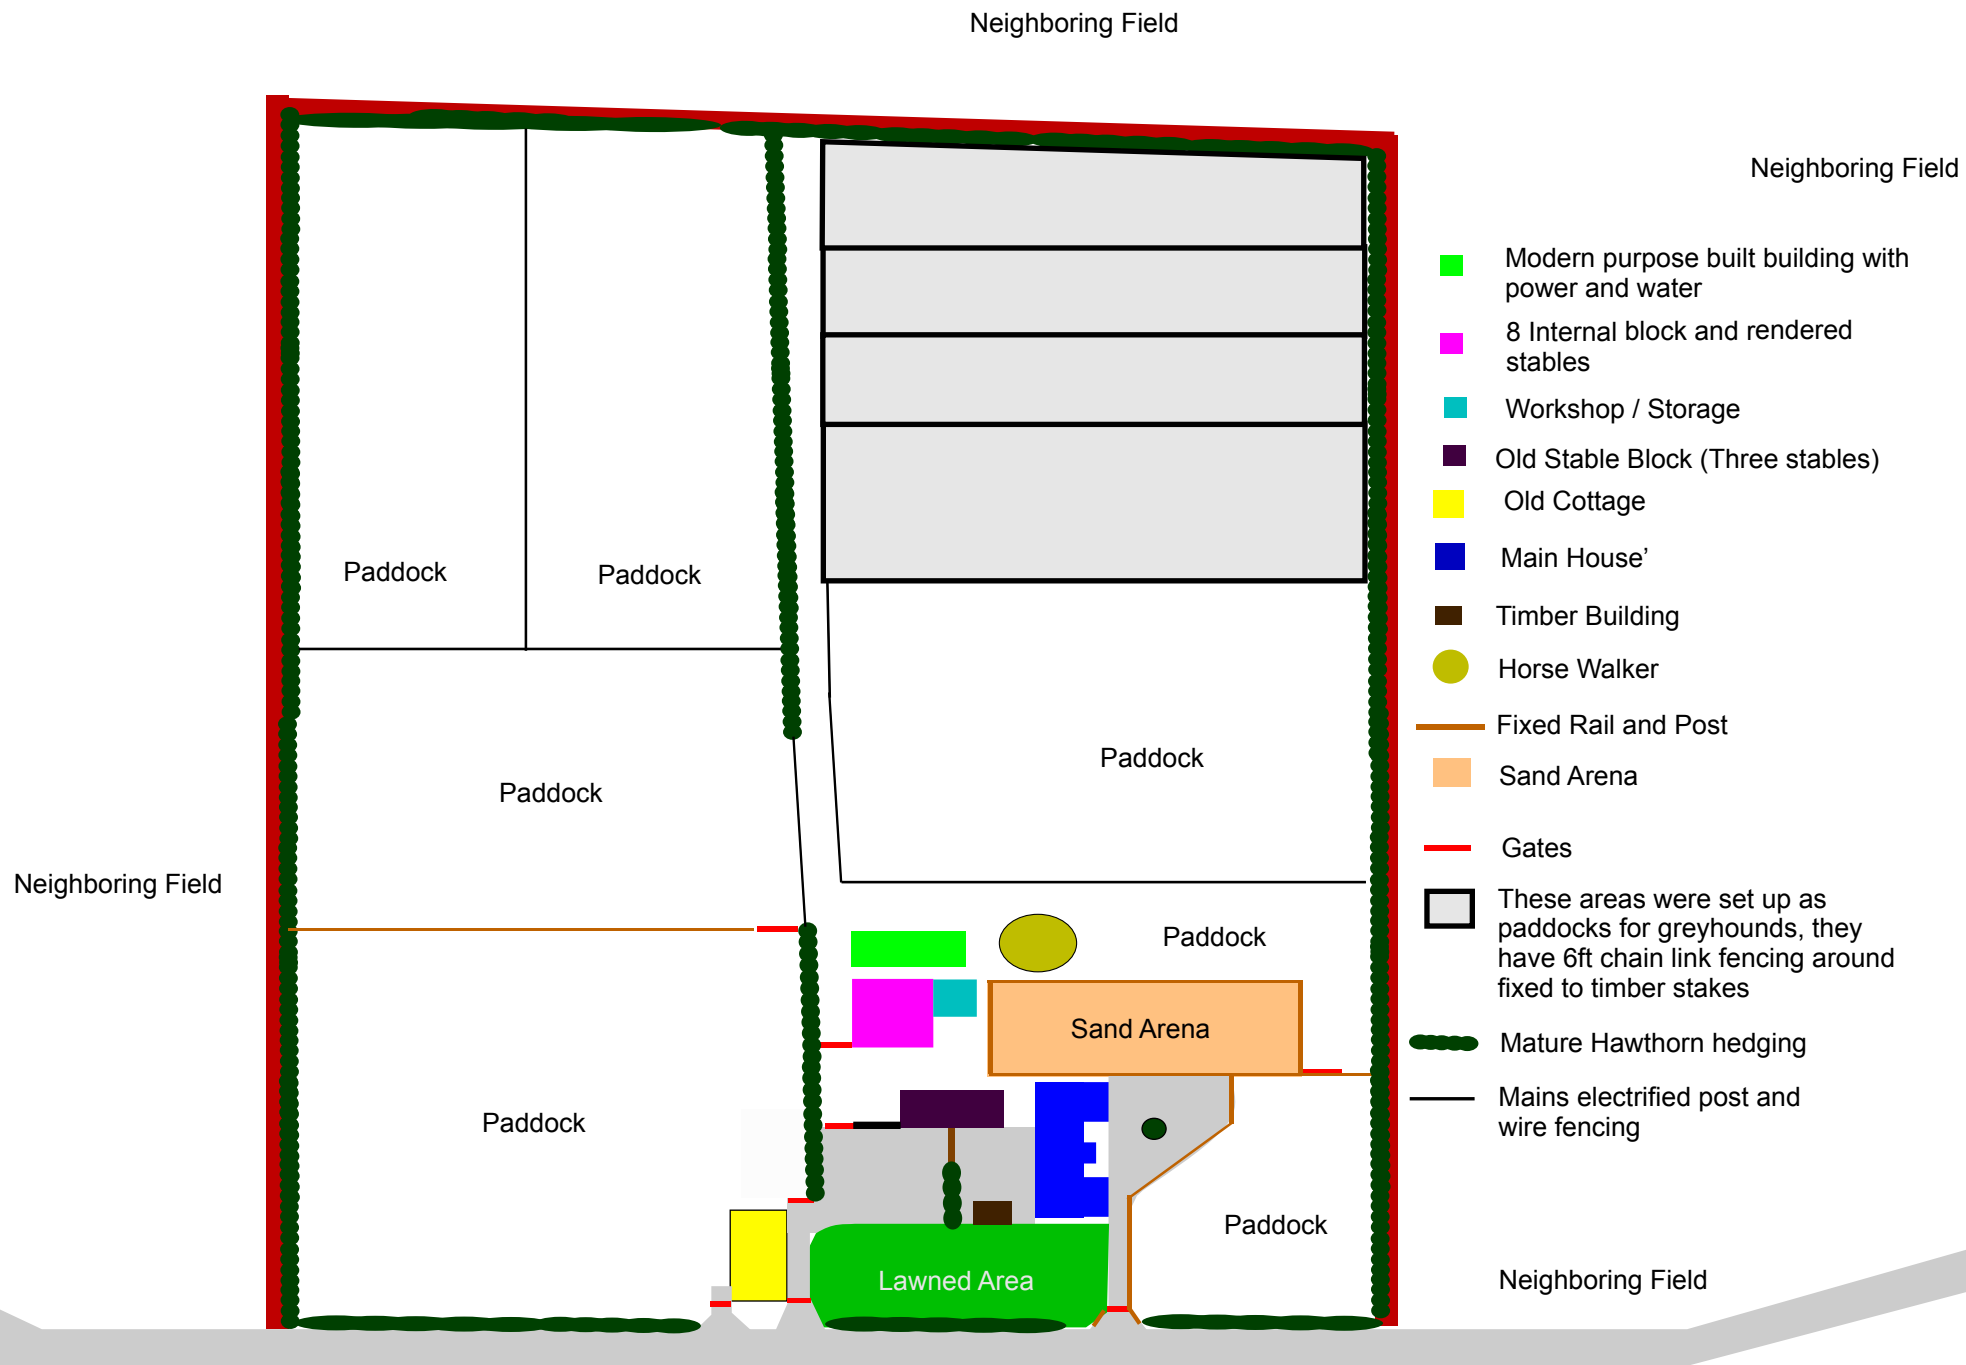 Neighboring Field
Neighboring Field
Modern purpose built building with
power and water
8 Internal block and rendered
stables
Workshop / Storage
Old Stable Block (Three stables)
Old Cottage
Main House’
Paddock
Paddock
Timber Building
Horse Walker
Fixed Rail and Post
Paddock
Sand Arena
Paddock
Gates
Neighboring Field
These areas were set up as
paddocks for greyhounds, they
have 6ft chain link fencing around
fixed to timber stakes
Paddock
Sand Arena
Mature Hawthorn hedging
Mains electrified post and
wire fencing
Paddock
Paddock
Lawned Area
Neighboring Field